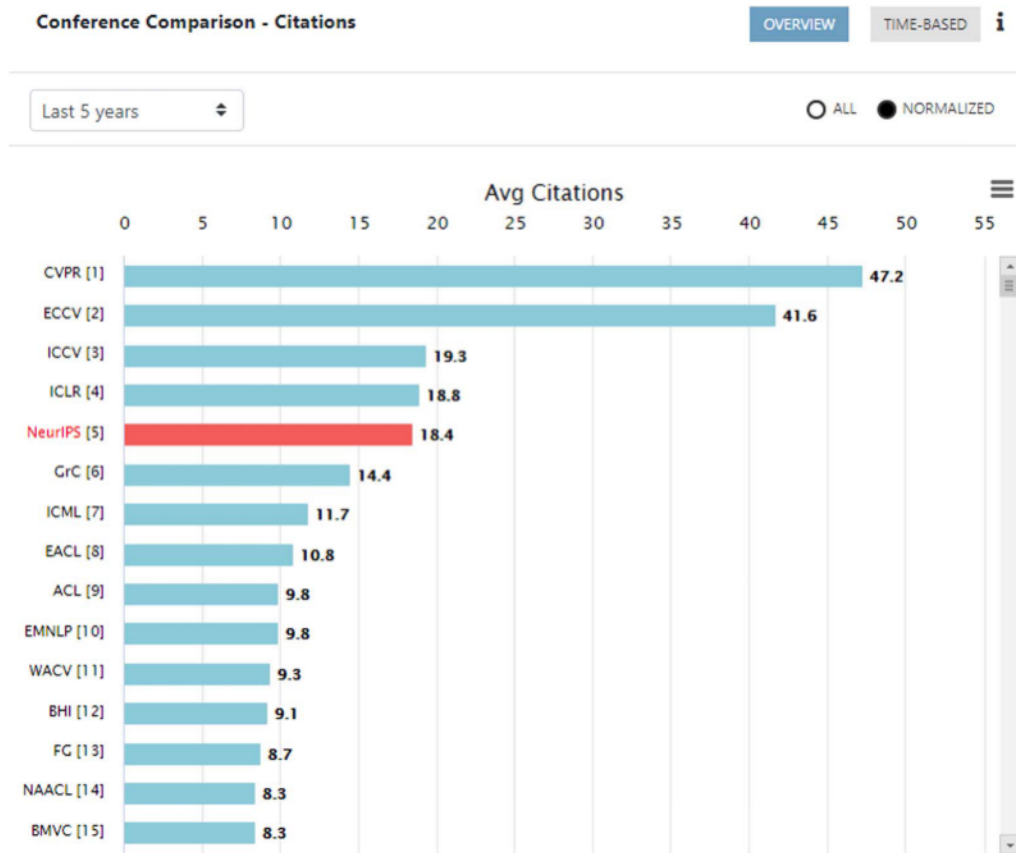 Conference Comparison - Citations
OVERVIEW
TIME-BASED
i
Last 5 years
ALL
NORMALIZED
Avg Citations
0 5 10 15 20 25 30 35 40 45 50 55
CVPR [1] 47.2
ECCV [2] 41.6
ICCV [3] 19.3
ICLR [4] 18.8
NeurIPS [5] 18.4
GrC [6] 14.4
ICML [7] 11.7
EACL [8] 10.8
ACL [9] 9.8
EMNLP [10] 9.8
WACV [11] 9.3
BHI [12] 9.1
FG [13] 8.7
NAACL [14] 8.3
BMVC [15] 8.3